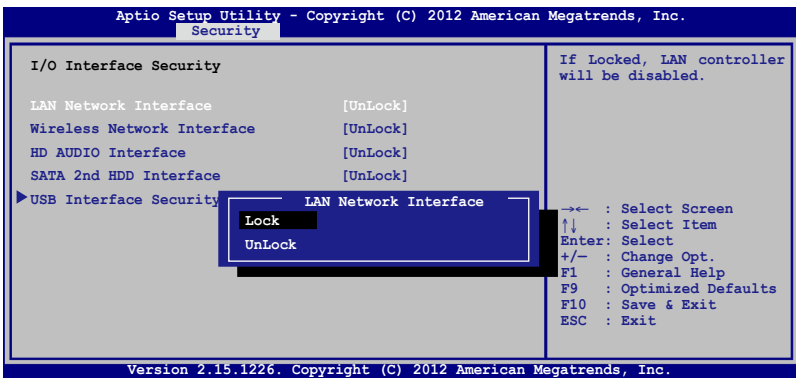 Aptio Setup Utility - Copyright (C) 2012 American Megatrends, Inc.
Security
I/O Interface Security
LAN Network Interface [UnLock]
Wireless Network Interface [UnLock]
HD AUDIO Interface [UnLock]
SATA 2nd HDD Interface [UnLock]
USB Interface Security
LAN Network Interface
Lock
UnLock
If Locked, LAN controller
will be disabled.
→← : Select Screen
↑↓ : Select Item
Enter: Select
+/— : Change Opt.
F1 : General Help
F9 : Optimized Defaults
F10 : Save & Exit
ESC : Exit
Version 2.15.1226. Copyright (C) 2012 American Megatrends, Inc.